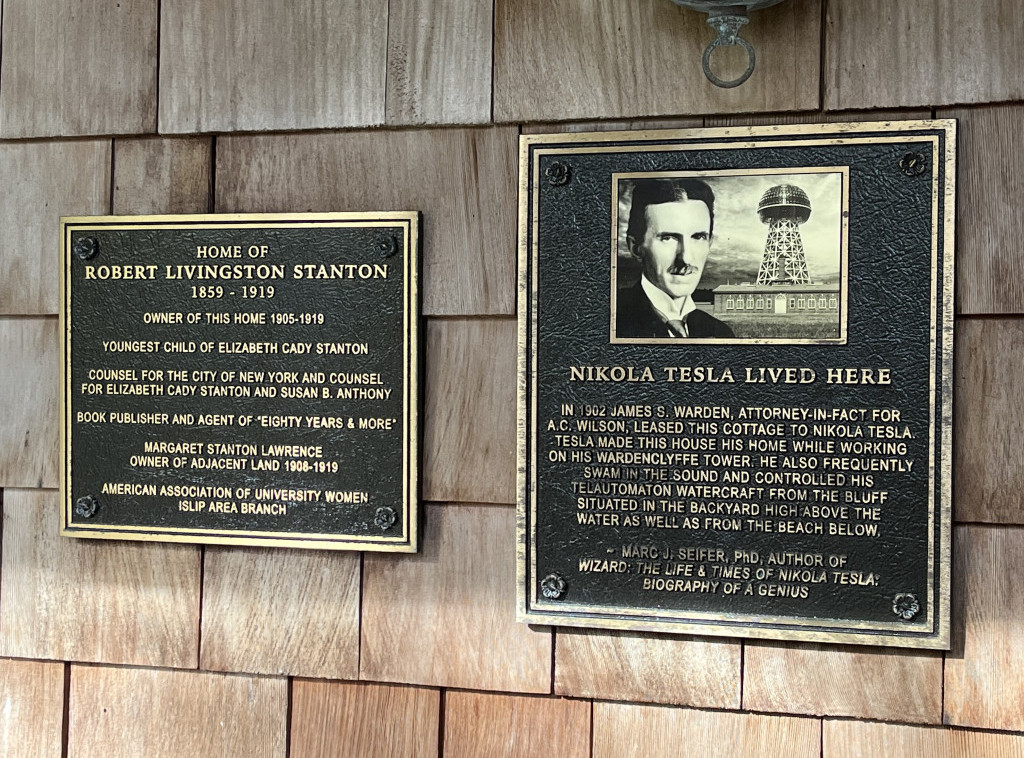 HOME OF
ROBERT LIVINGSTON STANTON
1859 - 1919
OWNER OF THIS HOME 1905-1919
YOUNGEST CHILD OF ELIZABETH CADY STANTON
COUNSEL FOR THE CITY OF NEW YORK AND COUNSEL
FOR ELIZABETH CADY STANTON AND SUSAN B. ANTHONY
BOOK PUBLISHER AND AGENT OF "EIGHTY YEARS & MORE"
MARGARET STANTON LAWRENCE
OWNER OF ADJACENT LAND 1908-1919
AMERICAN ASSOCIATION OF UNIVERSITY WOMEN
ISLIP AREA BRANCH
NIKOLA TESLA LIVED HERE
IN 1902 JAMES S. WARDEN, ATTORNEY-IN-FACT FOR
A.C. WILSON, LEASED THIS COTTAGE TO NIKOLA TESLA.
TESLA MADE THIS HOUSE HIS HOME WHILE WORKING
ON HIS WARDENCLYFFE TOWER. HE ALSO FREQUENTLY
SWAM IN THE SOUND AND CONTROLLED HIS
TELAUTOMATON WATERCRAFT FROM THE BLUFF
SITUATED IN THE BACKYARD HIGH ABOVE THE
WATER AS WELL AS FROM THE BEACH BELOW.
~ MARC J. SEIFER, PhD, AUTHOR OF
WIZARD: THE LIFE & TIMES OF NIKOLA TESLA:
BIOGRAPHY OF A GENIUS